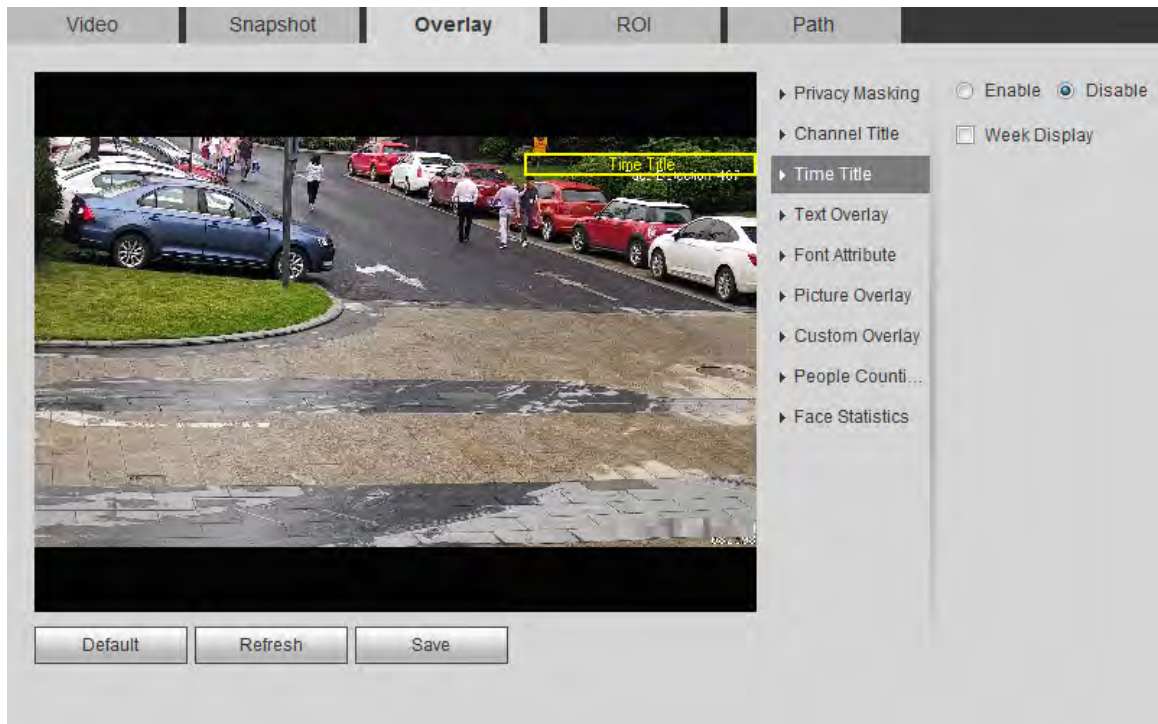 Video Snapshot Overlay ROI Path
Privacy Masking Enable Disable
Channel Title Week Display
Time Title
Time Title
Text Overlay
Font Attribute
Picture Overlay
Custom Overlay
People Counti...
Face Statistics
Default Refresh Save